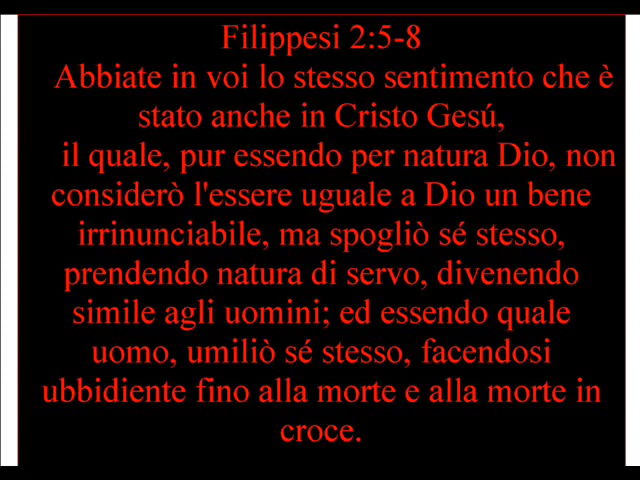 Filippesi 2:5-8
Abbiate in voi lo stesso sentimento che è
stato anche in Cristo Gesú,
il quale, pur essendo per natura Dio, non
considerò l'essere uguale a Dio un bene
irrinunciabile, ma spogliò sé stesso,
prendendo natura di servo, divenendo
simile agli uomini; ed essendo quale
uomo, umiliò sé stesso, facendosi
ubbidiente fino alla morte e alla morte in
croce.